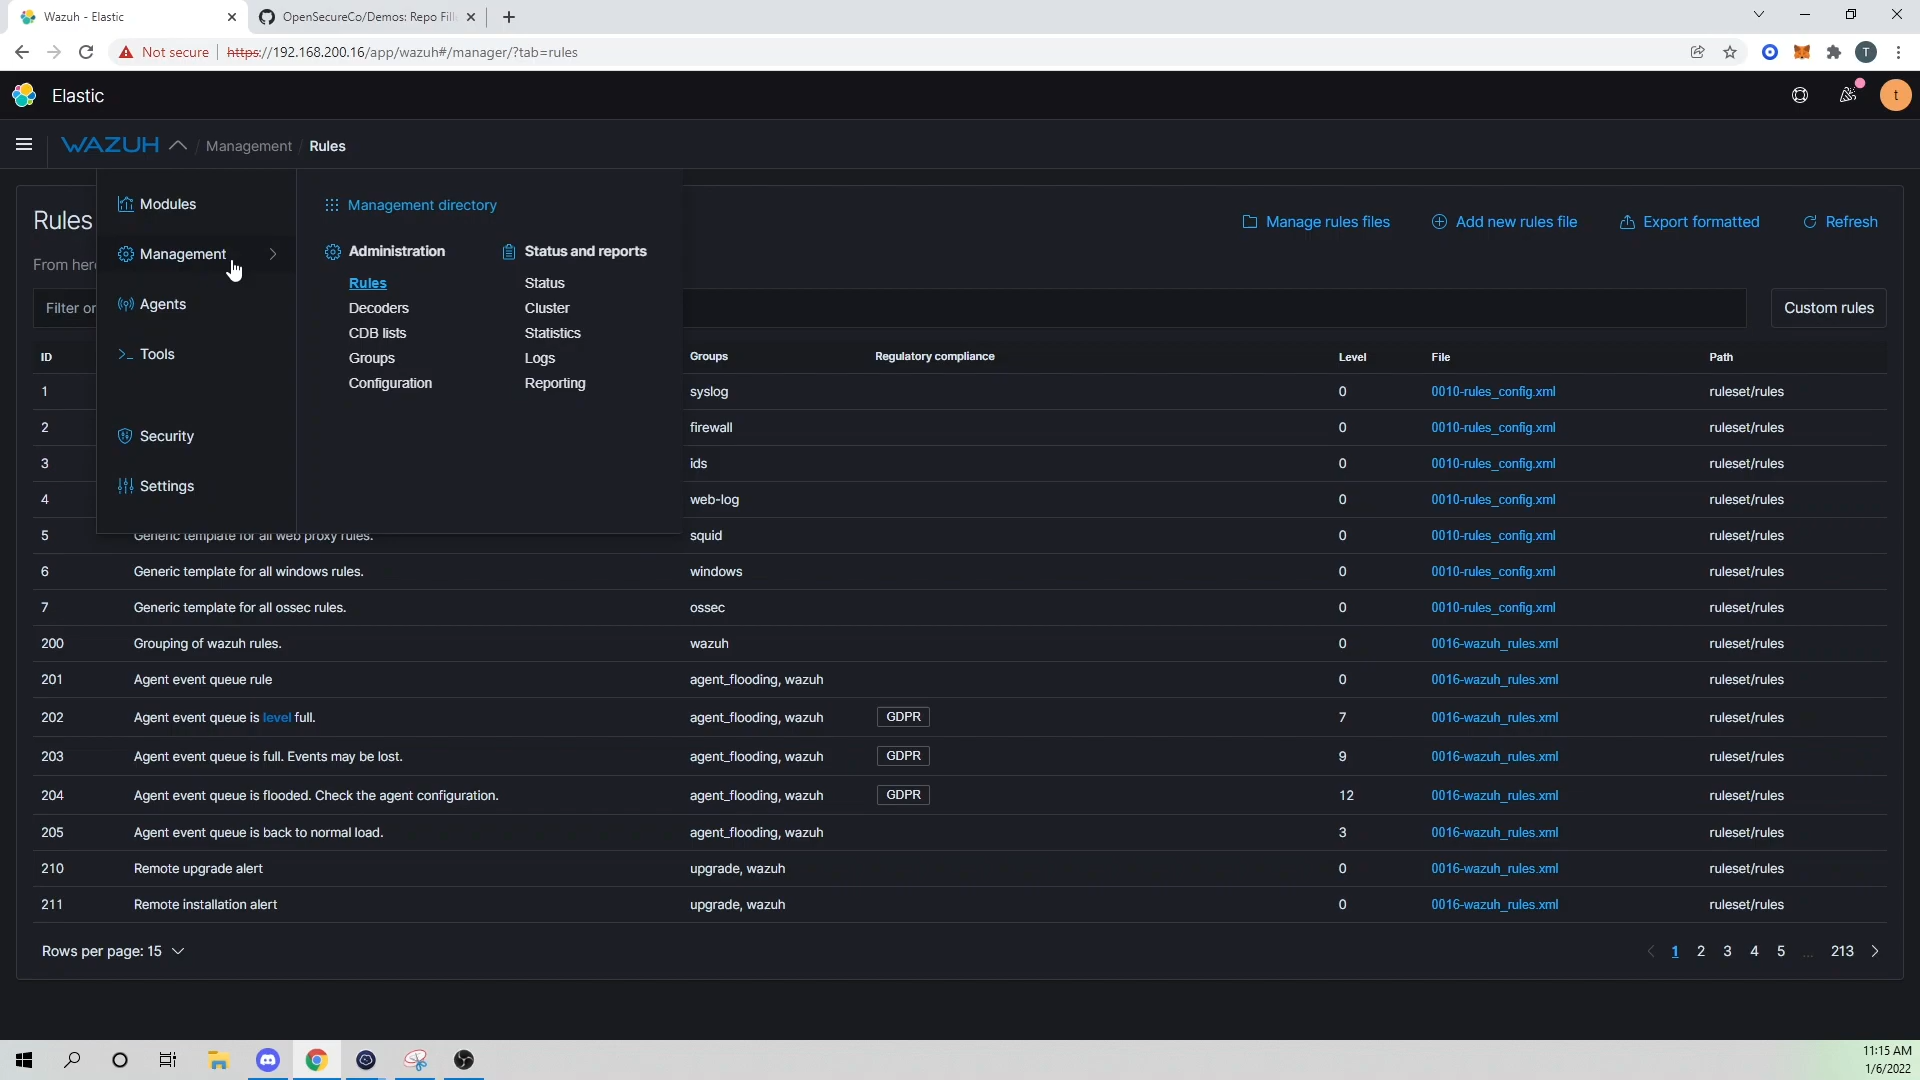 Wazuh - Elastic
OpenSecureCo/Demos: Repo Fil
Not secure
https://192.168.200.16/app/wazuh#/manager/?tab=rules
T
Elastic
t
WAZUH / Management / Rules
Modules
Management
Agents
>_ Tools
Security
Settings
Management directory
Administration
Rules
Decoders
CDB lists
Groups
Configuration
Status and reports
Status
Cluster
Statistics
Logs
Reporting
Rules
Manage rules files
Add new rules file
Export formatted
Refresh
From here
Filter or
Custom rules
ID Groups Regulatory compliance Level File Path
1 syslog 0 0010-rules_config.xml ruleset/rules
2 firewall 0 0010-rules_config.xml ruleset/rules
3 ids 0 0010-rules_config.xml ruleset/rules
4 web-log 0 0010-rules_config.xml ruleset/rules
5 Generic template for all web proxy rules. squid 0 0010-rules_config.xml ruleset/rules
6 Generic template for all windows rules. windows 0 0010-rules_config.xml ruleset/rules
7 Generic template for all ossec rules. ossec 0 0010-rules_config.xml ruleset/rules
200 Grouping of wazuh rules. wazuh 0 0016-wazuh_rules.xml ruleset/rules
201 Agent event queue rule agent_flooding, wazuh 0 0016-wazuh_rules.xml ruleset/rules
202 Agent event queue is level full. agent_flooding, wazuh GDPR 7 0016-wazuh_rules.xml ruleset/rules
203 Agent event queue is full. Events may be lost. agent_flooding, wazuh GDPR 9 0016-wazuh_rules.xml ruleset/rules
204 Agent event queue is flooded. Check the agent configuration. agent_flooding, wazuh GDPR 12 0016-wazuh_rules.xml ruleset/rules
205 Agent event queue is back to normal load. agent_flooding, wazuh 3 0016-wazuh_rules.xml ruleset/rules
210 Remote upgrade alert upgrade, wazuh 0 0016-wazuh_rules.xml ruleset/rules
211 Remote installation alert upgrade, wazuh 0 0016-wazuh_rules.xml ruleset/rules
Rows per page: 15
1 2 3 4 5 ... 213
11:15 AM
1/6/2022